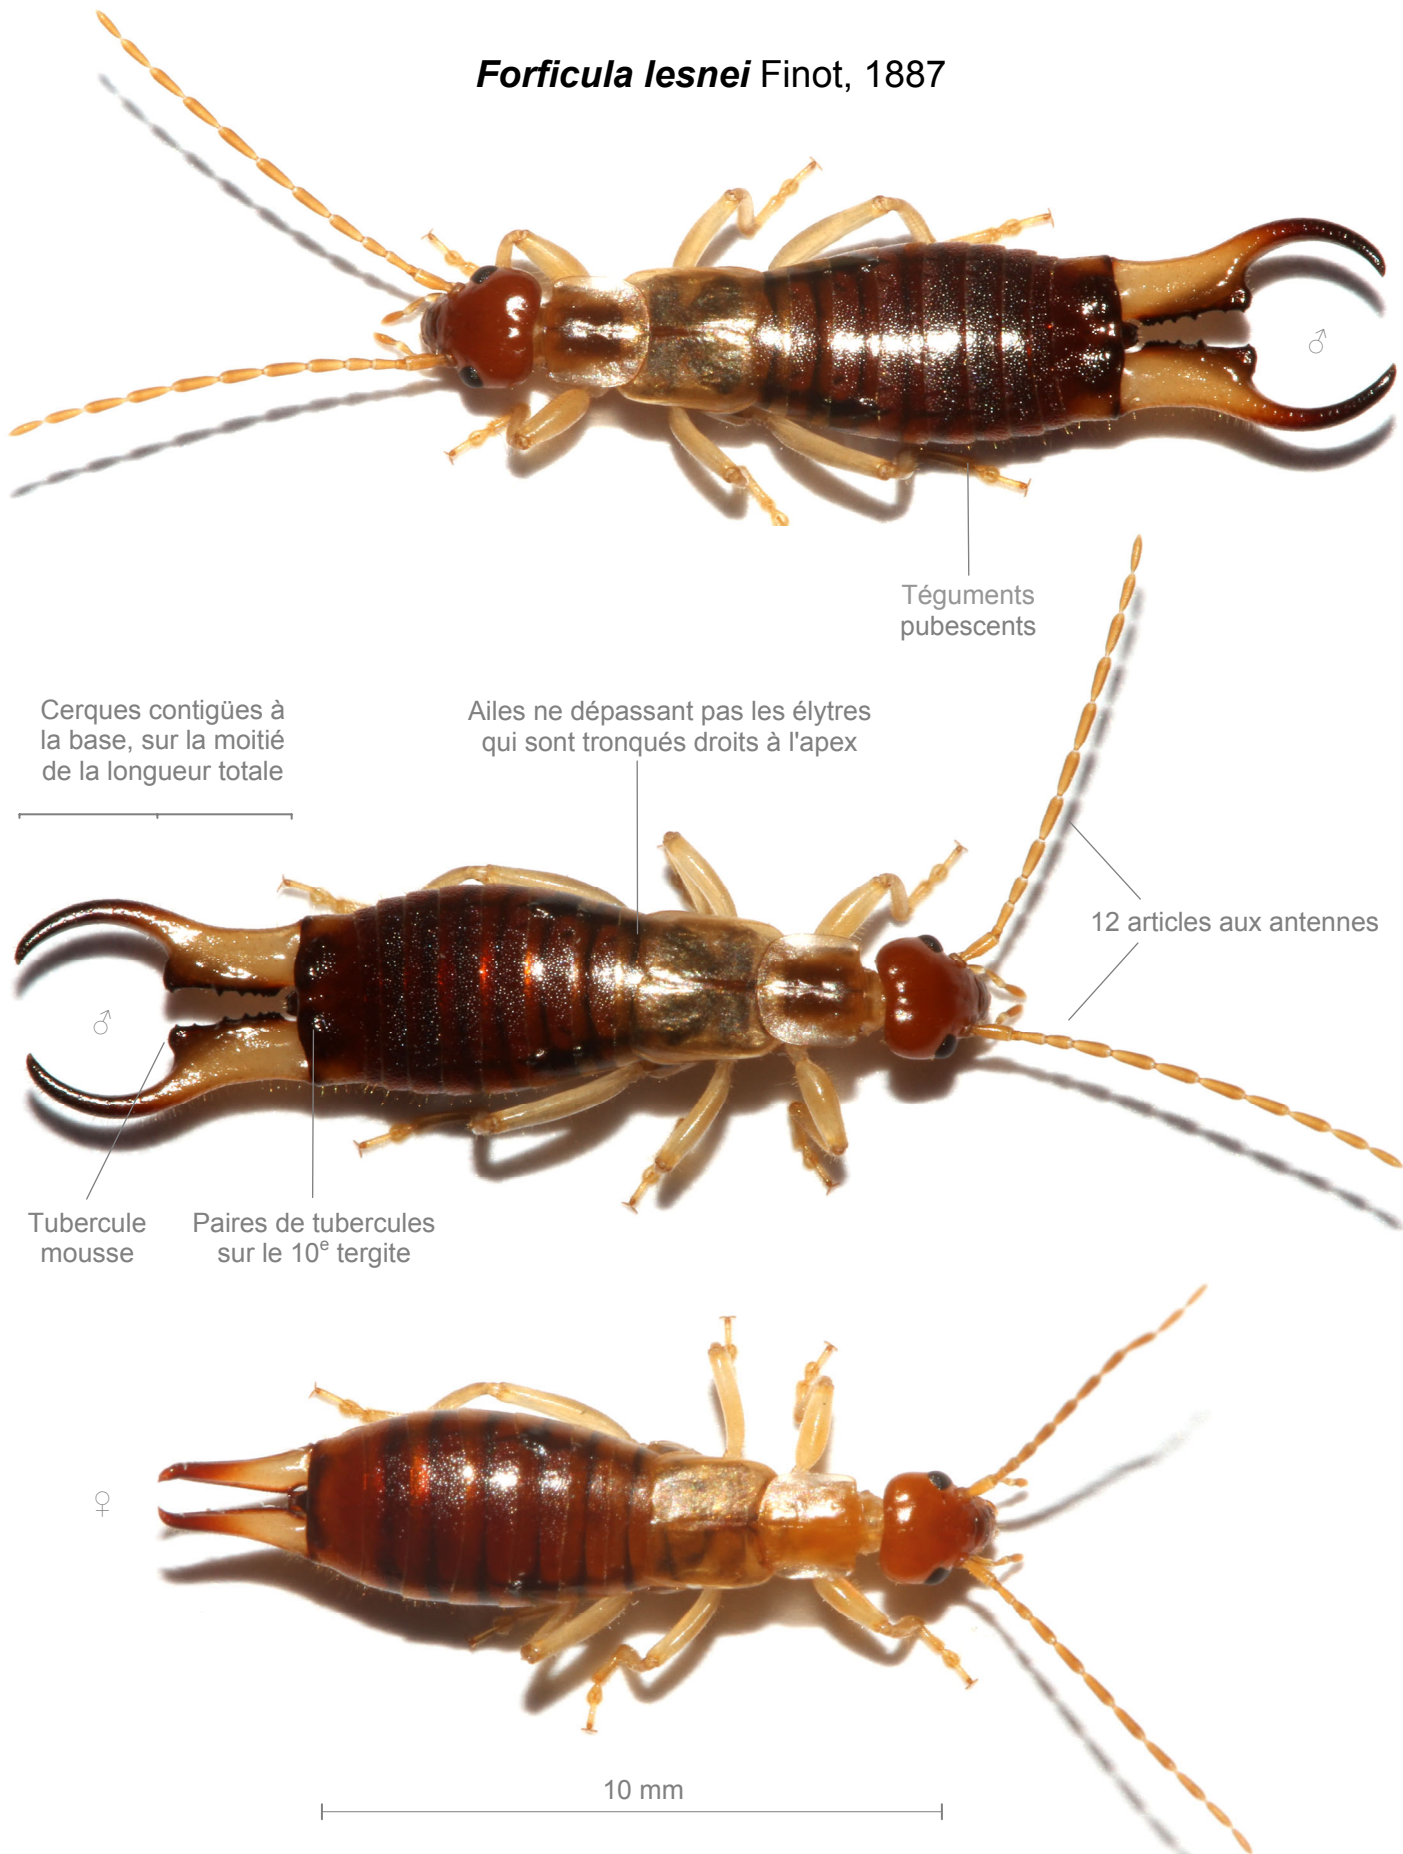 Forficula lesnei Finot, 1887
♂
Téguments
pubescents
Cerques contigües à
la base, sur la moitié
de la longueur totale
Ailes ne dépassant pas les élytres
qui sont tronqués droits à l'apex
12 articles aux antennes
♂
Tubercule
mousse
Paires de tubercules
sur le 10e tergite
♀
10 mm